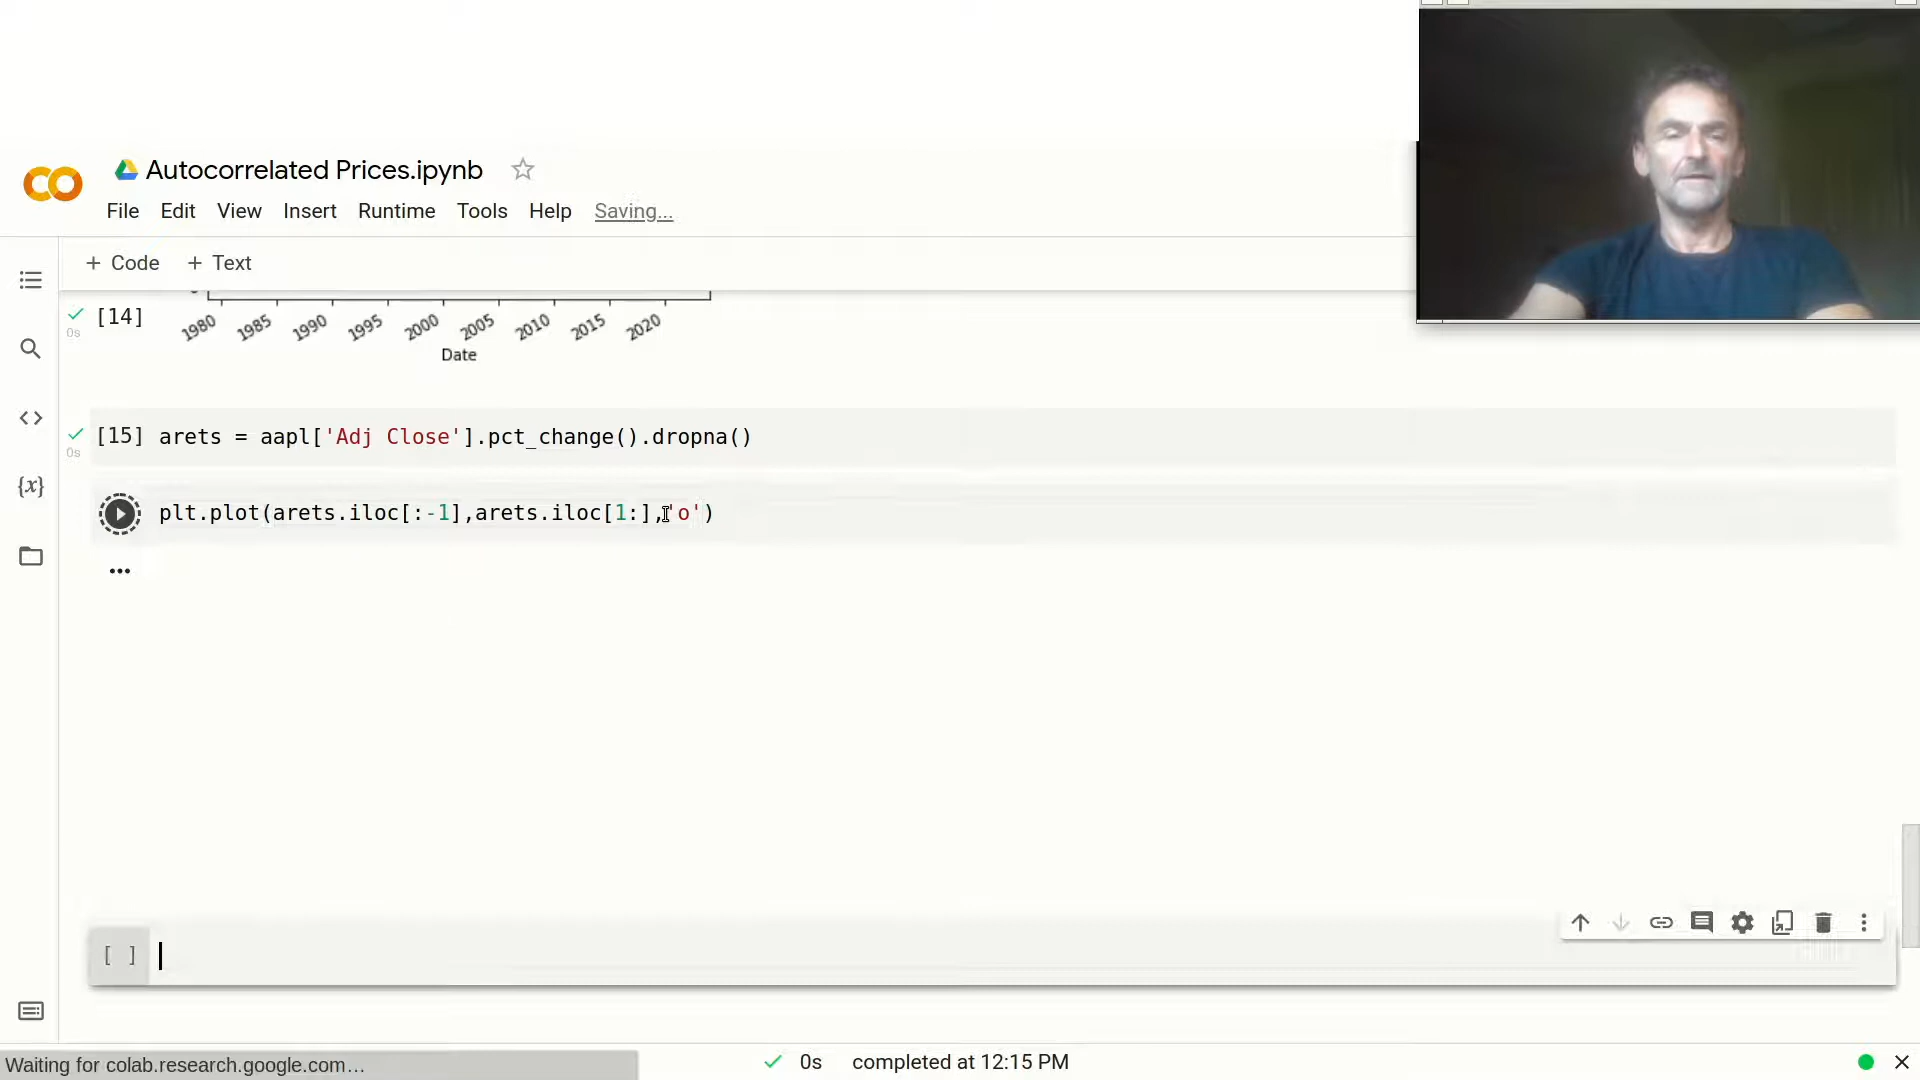 Autocorrelated Prices.ipynb
File Edit View Insert Runtime Tools Help Saving...
+ Code + Text
[14]
0s
1980 1985 1990 1995 2000 2005 2010 2015 2020
Date
[15] arets = aapl['Adj Close'].pct_change().dropna()
0s
{x}
plt.plot(arets.iloc[:-1],arets.iloc[1:],'o')
...
[ ]
Waiting for colab.research.google.com…
0s completed at 12:15 PM